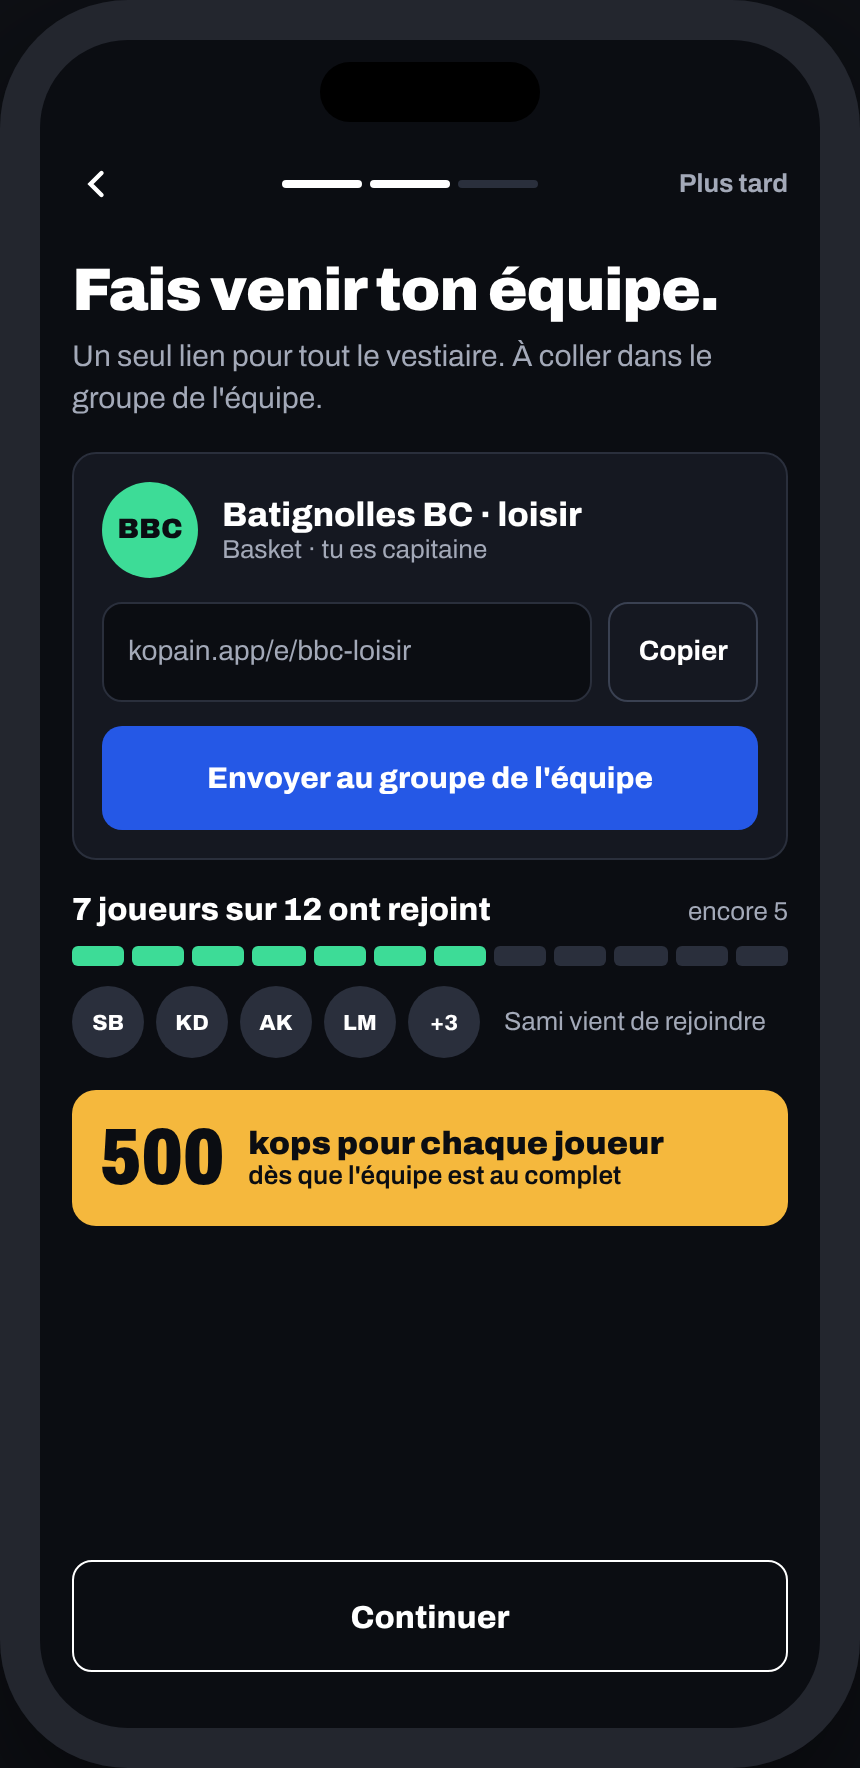 Plus tard
Fais venir ton équipe.
Un seul lien pour tout le vestiaire. À coller dans le
groupe de l'équipe.
BBC
Batignolles BC · loisir
Basket · tu es capitaine
kopain.app/e/bbc-loisir
Copier
Envoyer au groupe de l'équipe
7 joueurs sur 12 ont rejoint
encore 5
SB
KD
AK
LM
+3
Sami vient de rejoindre
500
kops pour chaque joueur
dès que l'équipe est au complet
Continuer